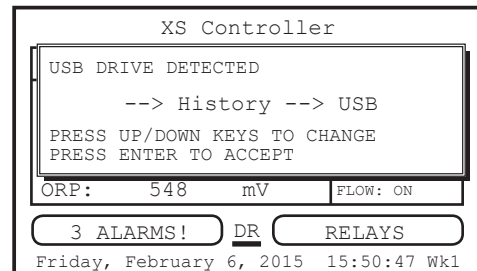 XS Controller
USB DRIVE DETECTED
--> History --> USB
PRESS UP/DOWN KEYS TO CHANGE
PRESS ENTER TO ACCEPT
ORP: 548 mV FLOW: ON
3 ALARMS! DR RELAYS
Friday, February 6, 2015 15:50:47 Wk1